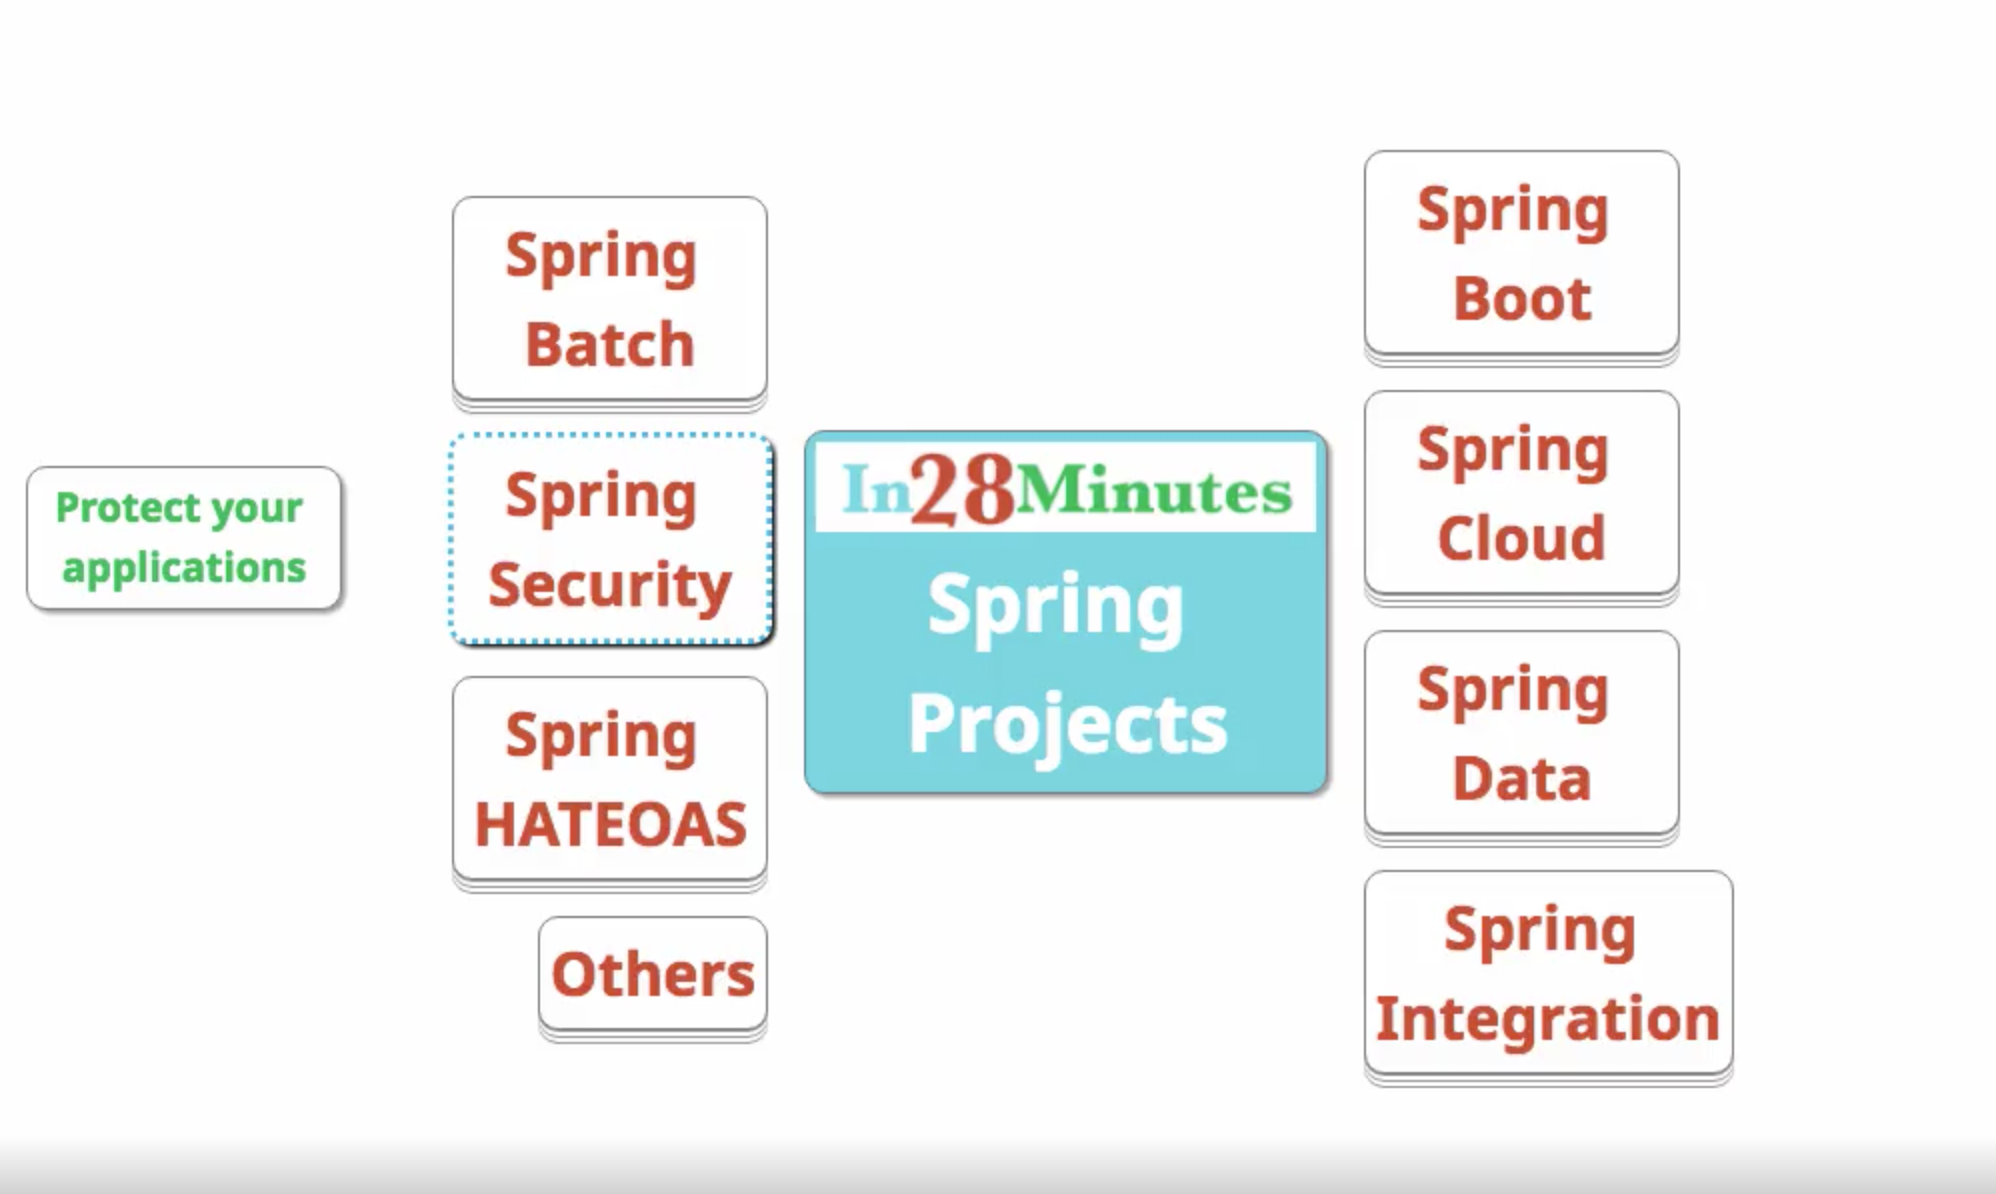 Spring
Batch
Protect your
applications
Spring
Security
Spring
HATEOAS
Others
In28Minutes
Spring
Projects
Spring
Boot
Spring
Cloud
Spring
Data
Spring
Integration